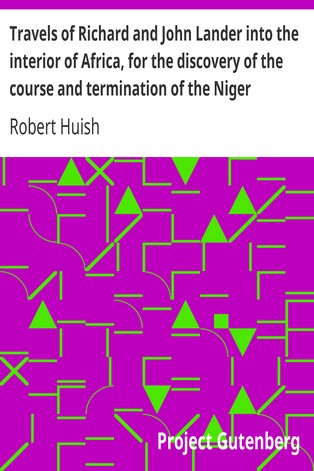 Travels of Richard and John Lander into the
interior of Africa, for the discovery of the
course and termination of the Niger
Robert Huish
Project Gutenberg